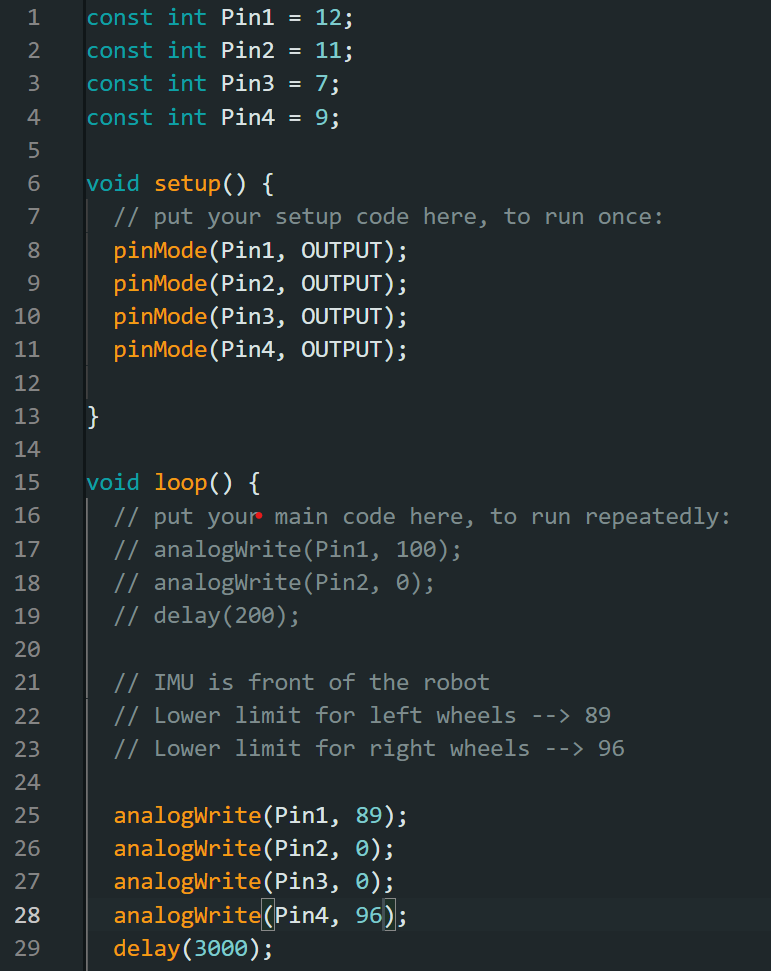 1 const int Pin1 = 12;
2 const int Pin2 = 11;
3 const int Pin3 = 7;
4 const int Pin4 = 9;
5
6 void setup() {
7   // put your setup code here, to run once:
8   pinMode(Pin1, OUTPUT);
9   pinMode(Pin2, OUTPUT);
10   pinMode(Pin3, OUTPUT);
11   pinMode(Pin4, OUTPUT);
12
13 }
14
15 void loop() {
16   // put your main code here, to run repeatedly:
17   // analogWrite(Pin1, 100);
18   // analogWrite(Pin2, 0);
19   // delay(200);
20
21   // IMU is front of the robot
22   // Lower limit for left wheels --> 89
23   // Lower limit for right wheels --> 96
24
25   analogWrite(Pin1, 89);
26   analogWrite(Pin2, 0);
27   analogWrite(Pin3, 0);
28   analogWrite(Pin4, 96);
29   delay(3000);